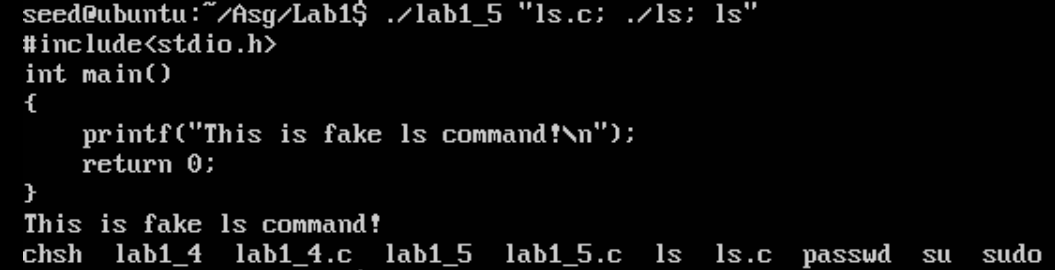 seed@ubuntu:~/Asg/Lab1$ ./lab1_5 "ls.c; ./ls; ls"
#include<stdio.h>
int main()
{
    printf("This is fake ls command!\n");
    return 0;
}
This is fake ls command!
chsh  lab1_4  lab1_4.c  lab1_5  lab1_5.c  ls  ls.c  passwd  su  sudo